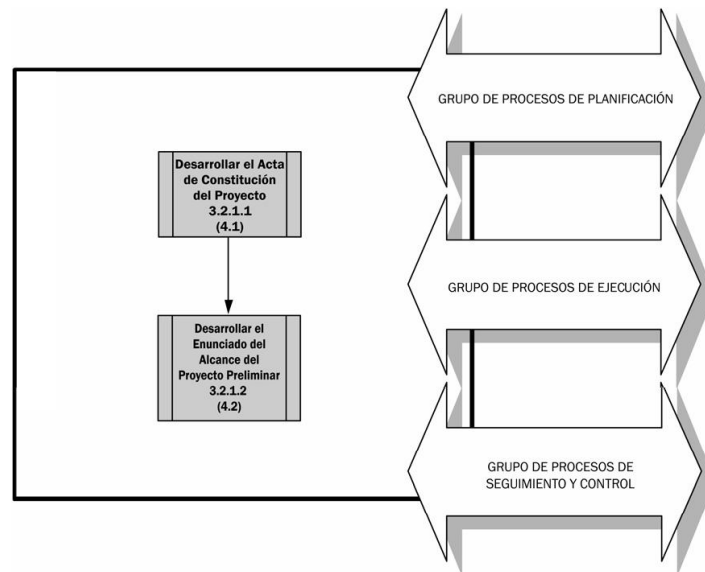 GRUPO DE PROCESOS DE PLANIFICACIÓN
Desarrollar el Acta
de Constitución
del Proyecto
3.2.1.1
(4.1)
GRUPO DE PROCESOS DE EJECUCIÓN
Desarrollar el
Enunciado del
Alcance del
Proyecto Preliminar
3.2.1.2
(4.2)
GRUPO DE PROCESOS DE
SEGUIMIENTO Y CONTROL